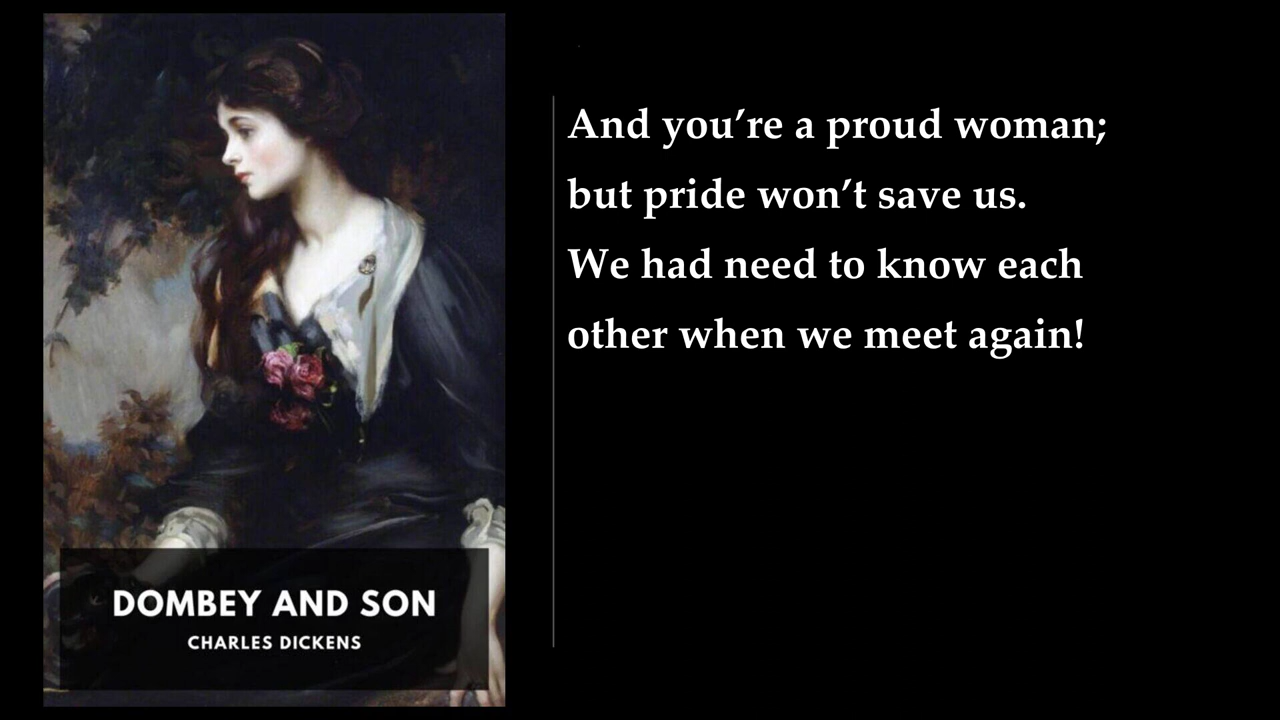 And you’re a proud woman;
but pride won’t save us.
We had need to know each
other when we meet again!
DOMBEY AND SON
CHARLES DICKENS